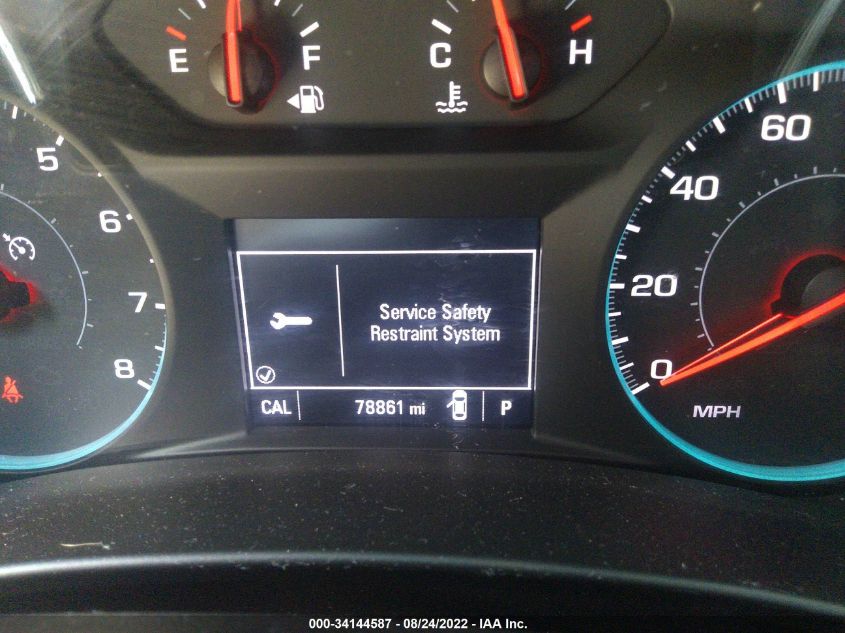 E F
C H
5
6
7
8
60
40
20
0
MPH
Service Safety
Restraint System
CAL 78861 mi P
000-34144587 - 08/24/2022 - IAA Inc.